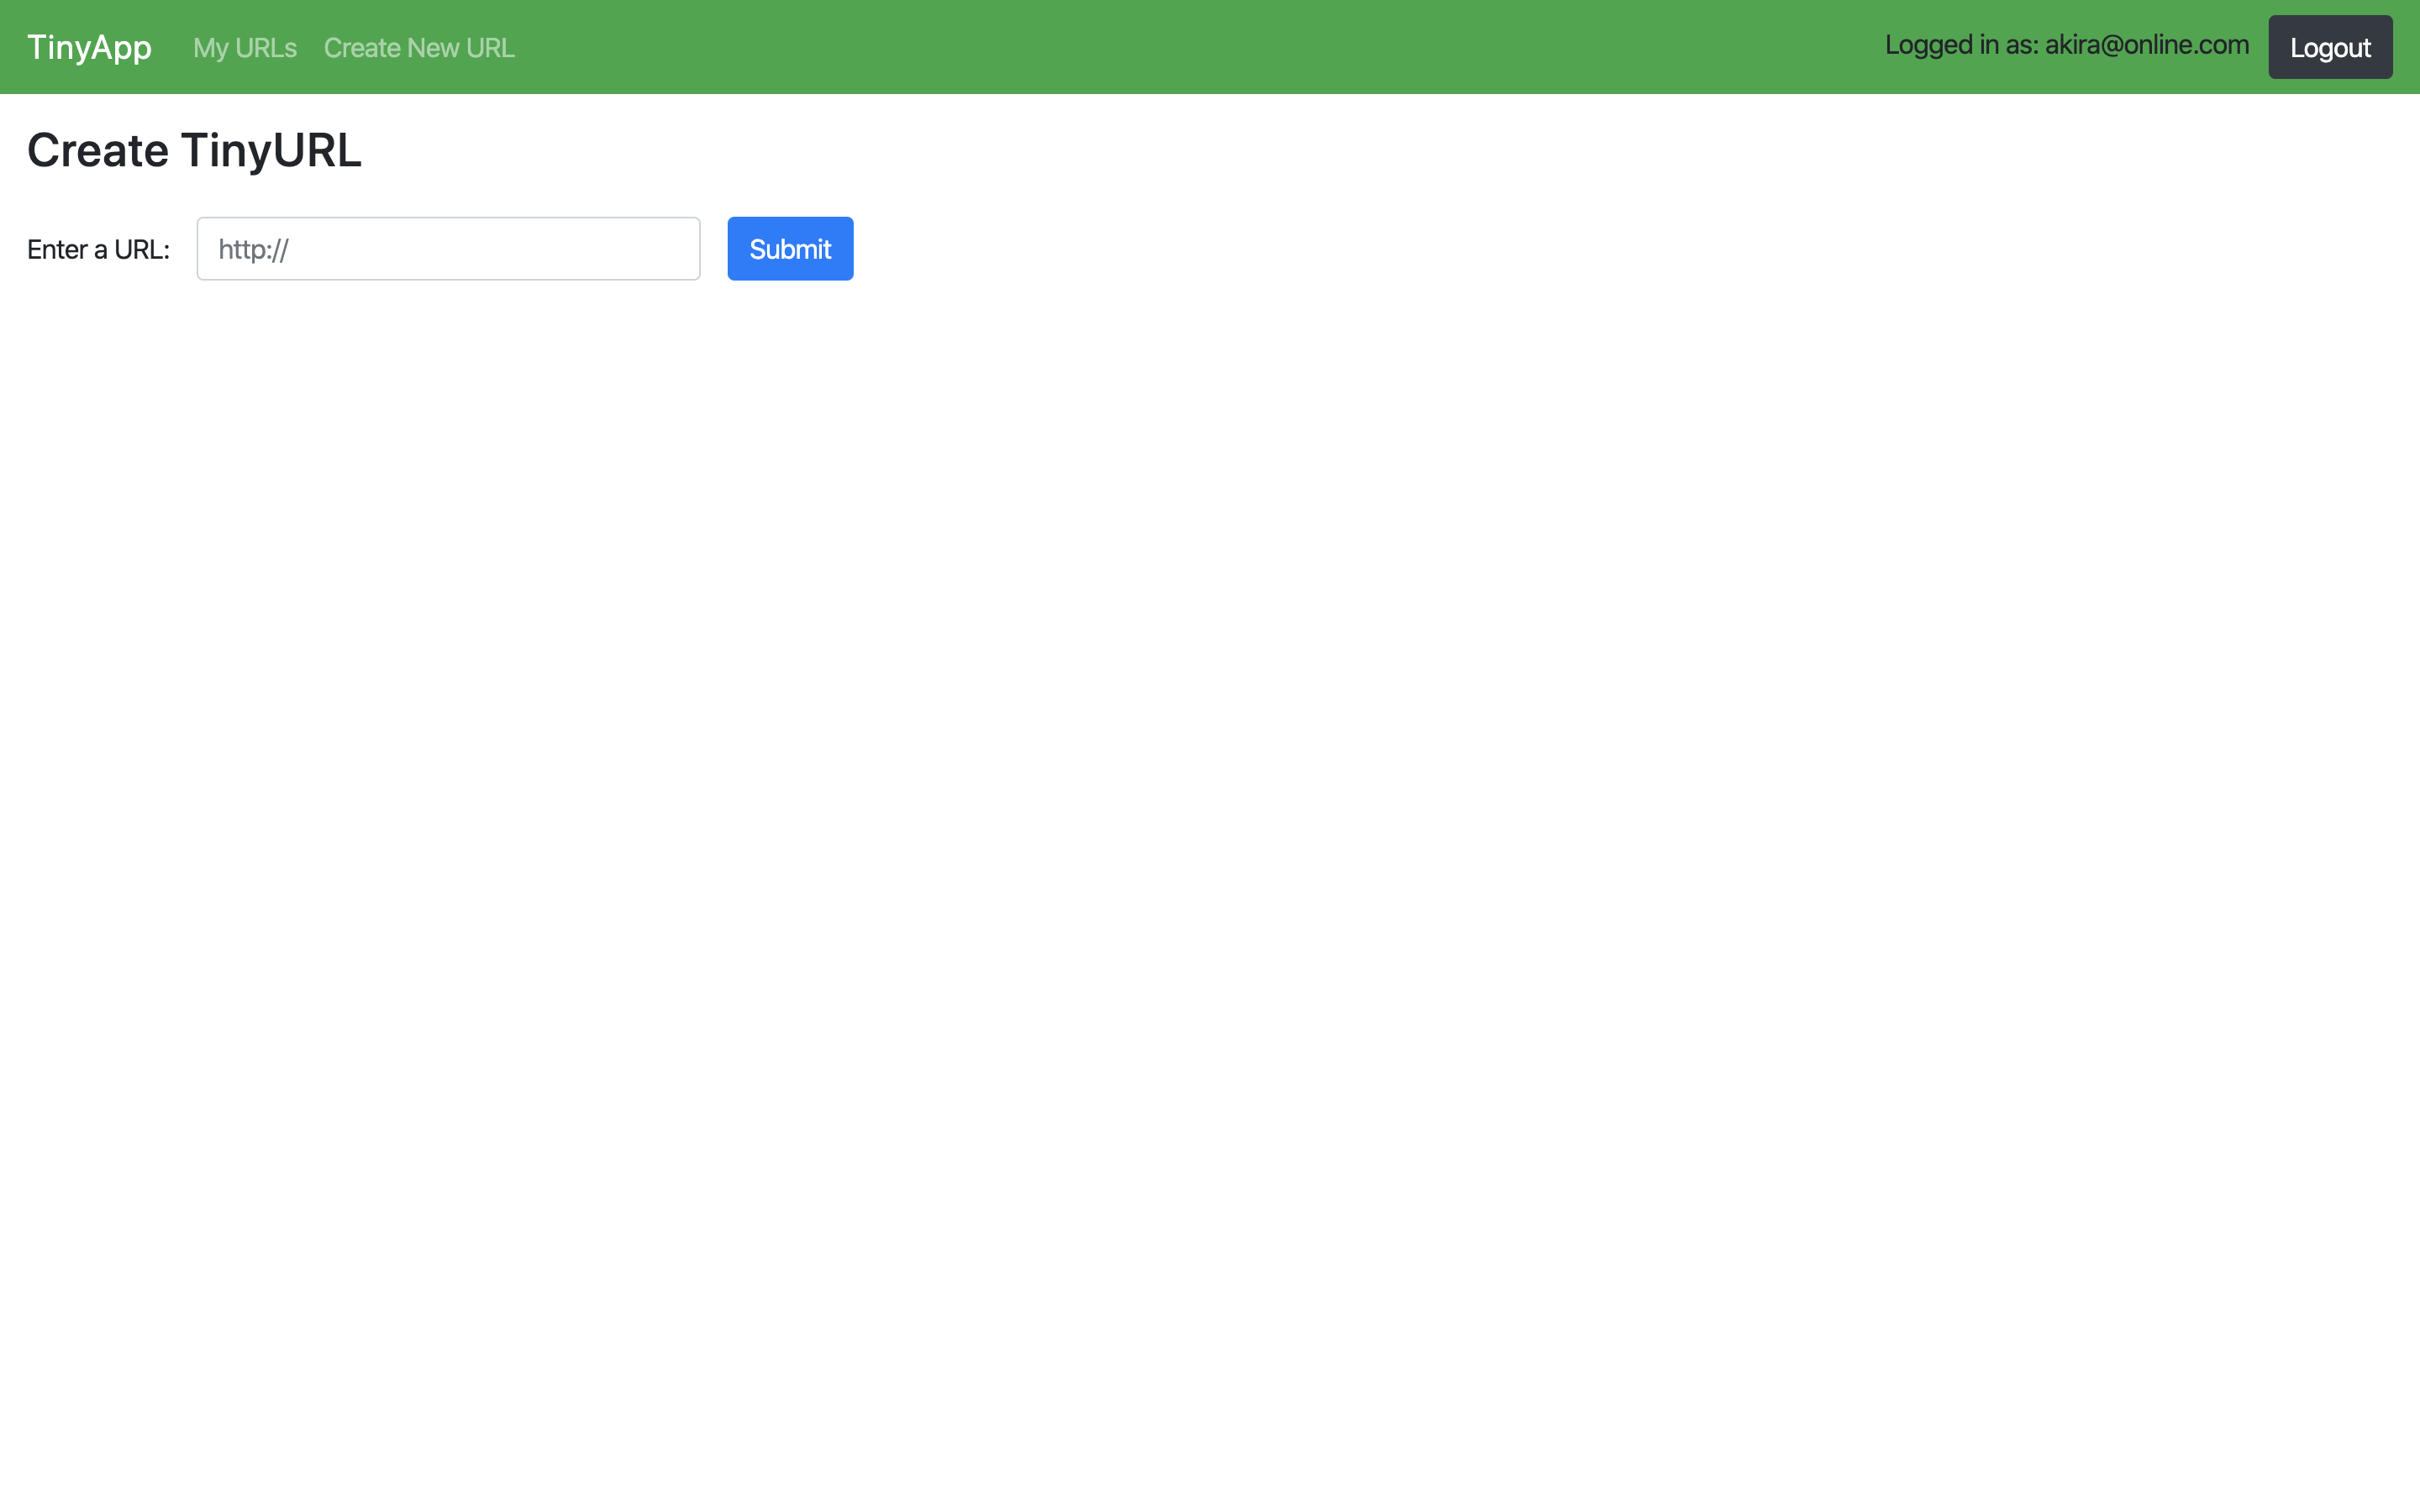 TinyApp My URLs Create New URL Logged in as: akira@online.com Logout
Create TinyURL
Enter a URL: http:// Submit